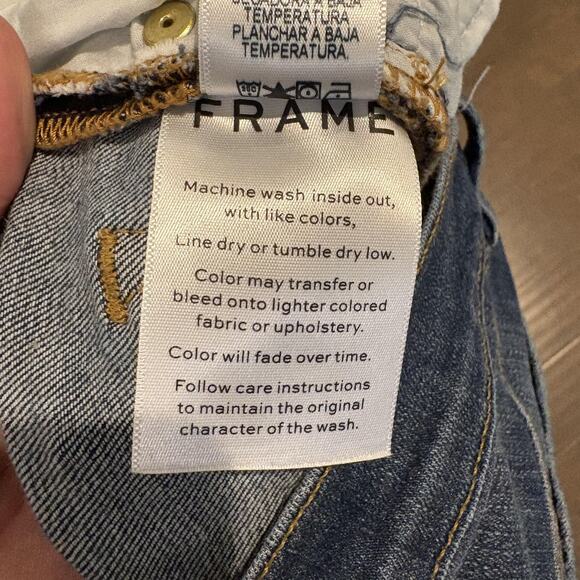 SECADORA A BAJA
TEMPERATURA
PLANCHAR A BAJA
TEMPERATURA.
FRAME
Machine wash inside out,
with like colors,
Line dry or tumble dry low.
Color may transfer or
bleed onto lighter colored
fabric or upholstery.
Color will fade over time.
Follow care instructions
to maintain the original
character of the wash.